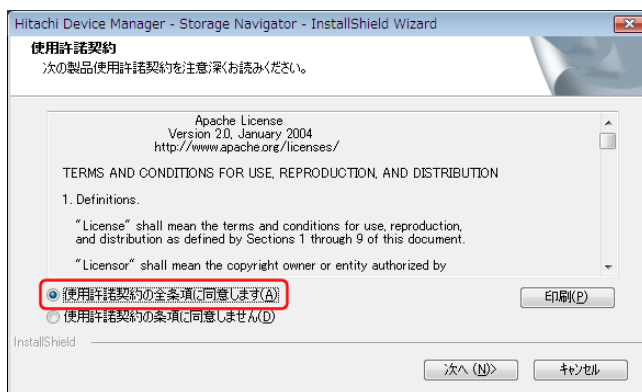 Hitachi Device Manager - Storage Navigator - InstallShield Wizard
使用許諾契約
次の製品使用許諾契約を注意深くお読みください。
Apache License
Version 2.0, January 2004
http://www.apache.org/licenses/
TERMS AND CONDITIONS FOR USE, REPRODUCTION, AND DISTRIBUTION
1. Definitions.
"License" shall mean the terms and conditions for use, reproduction,
and distribution as defined by Sections 1 through 9 of this document.
"Licensor" shall mean the copyright owner or entity authorized by
使用許諾契約の全条項に同意します(A)
印刷(P)
使用許諾契約の条項に同意しません(D)
InstallShield
次へ (N)>
キャンセル